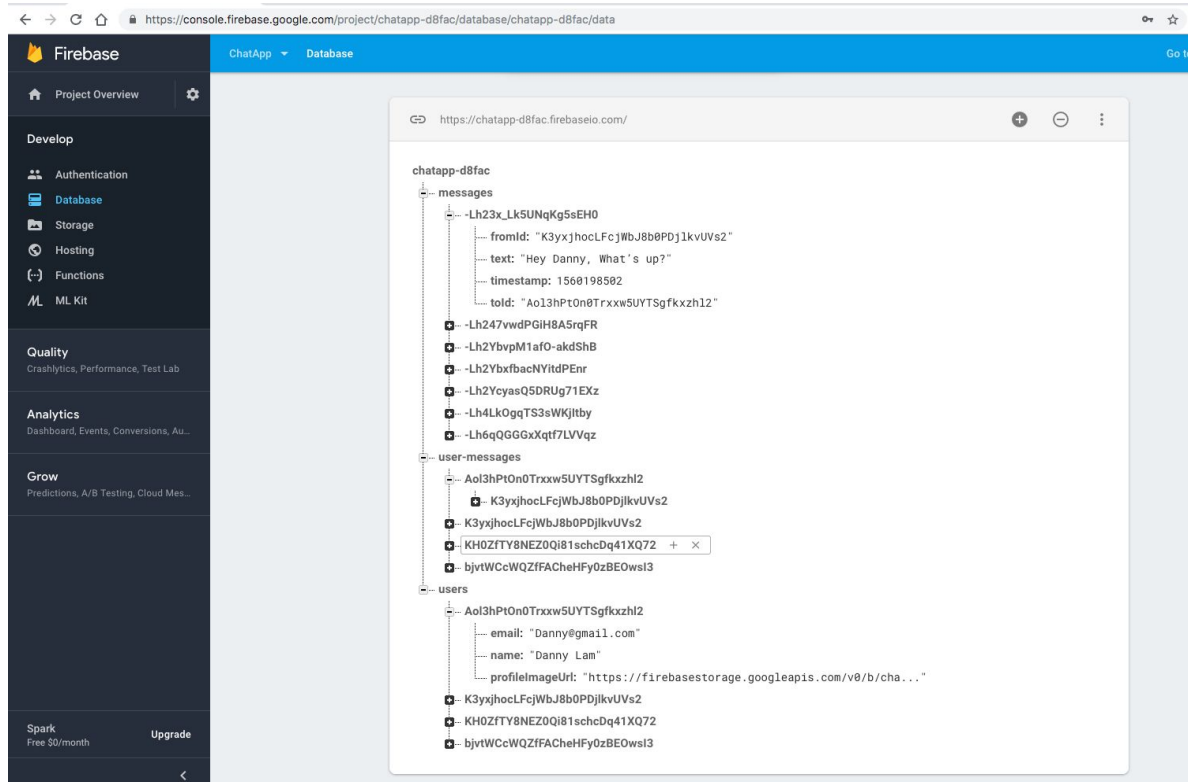 https://console.firebase.google.com/project/chatapp-d8fac/database/chatapp-d8fac/data
Firebase
ChatApp Database
Go t
Project Overview
Develop
Authentication
Database
Storage
Hosting
Functions
ML Kit
Quality
Crashlytics, Performance, Test Lab
Analytics
Dashboard, Events, Conversions, Au...
Grow
Predictions, A/B Testing, Cloud Mes...
Spark
Free $0/month
Upgrade
https://chatapp-d8fac.firebaseio.com/
chatapp-d8fac
messages
-Lh23x_Lk5UNqKg5sEH0
fromId: "K3yxjhocLFcjWbJ8b0PDjlkvUVs2"
text: "Hey Danny, What's up?"
timestamp: 1560198502
toId: "Aol3hPtOn0Trxxw5UYTSgfkxzhl2"
-Lh247vwdPGiH8A5rqFR
-Lh2YbvpM1afO-akdShB
-Lh2YbxfbacNYitdPEnr
-Lh2YcyasQ5DRUg71EXz
-Lh4LkOgqTS3sWKjltby
-Lh6qQGGGxXqtf7LVVqz
user-messages
Aol3hPtOn0Trxxw5UYTSgfkxzhl2
K3yxjhocLFcjWbJ8b0PDjlkvUVs2
K3yxjhocLFcjWbJ8b0PDjlkvUVs2
KH0ZfTY8NEZ0Qi81schcDq41XQ72
bjvtWCcWQZfFACheHFy0zBEOwsI3
users
Aol3hPtOn0Trxxw5UYTSgfkxzhl2
email: "Danny@gmail.com"
name: "Danny Lam"
profileImageUrl: "https://firebasestorage.googleapis.com/v0/b/cha..."
K3yxjhocLFcjWbJ8b0PDjlkvUVs2
KH0ZfTY8NEZ0Qi81schcDq41XQ72
bjvtWCcWQZfFACheHFy0zBEOwsI3